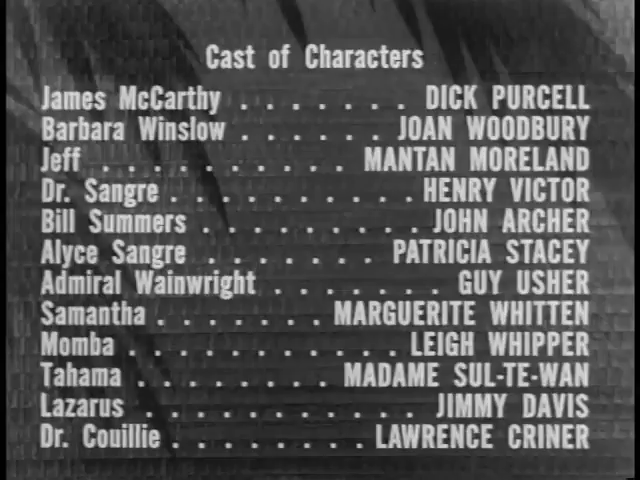 Cast of Characters
James McCarthy . . . . . . . DICK PURCELL
Barbara Winslow . . . . . . JOAN WOODBURY
Jeff . . . . . . . . . . MANTAN MORELAND
Dr. Sangre . . . . . . . . . . HENRY VICTOR
Bill Summers . . . . . . . . . JOHN ARCHER
Alyce Sangre . . . . . . . PATRICIA STACEY
Admiral Wainwright . . . . . . . GUY USHER
Samantha . . . . . . . MARGUERITE WHITTEN
Momba . . . . . . . . . . . . LEIGH WHIPPER
Tahama . . . . . . . . MADAME SUL-TE-WAN
Lazarus . . . . . . . . . . . JIMMY DAVIS
Dr. Couillie . . . . . . . . LAWRENCE CRINER